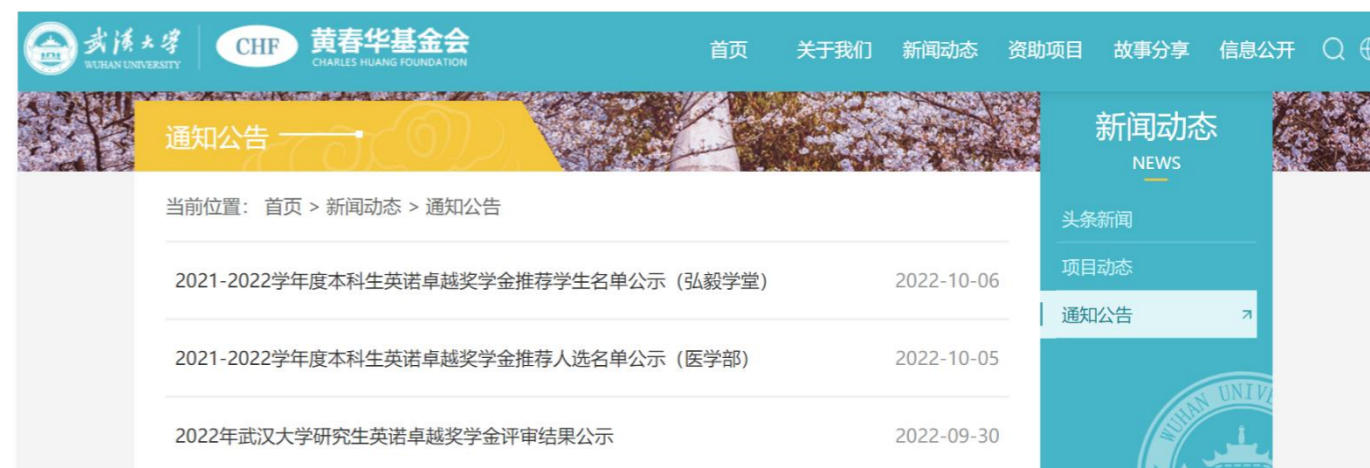 武汉大学
WUHAN UNIVERSITY
CHF
黄春华基金会
CHARLES HUANG FOUNDATION
首页 关于我们 新闻动态 资助项目 故事分享 信息公开
通知公告
当前位置： 首页 > 新闻动态 > 通知公告
2021-2022学年度本科生英诺卓越奖学金推荐学生名单公示（弘毅学堂） 2022-10-06
2021-2022学年度本科生英诺卓越奖学金推荐人选名单公示（医学部） 2022-10-05
2022年武汉大学研究生英诺卓越奖学金评审结果公示 2022-09-30
新闻动态
NEWS
头条新闻
项目动态
通知公告
WUHAN UNIVE